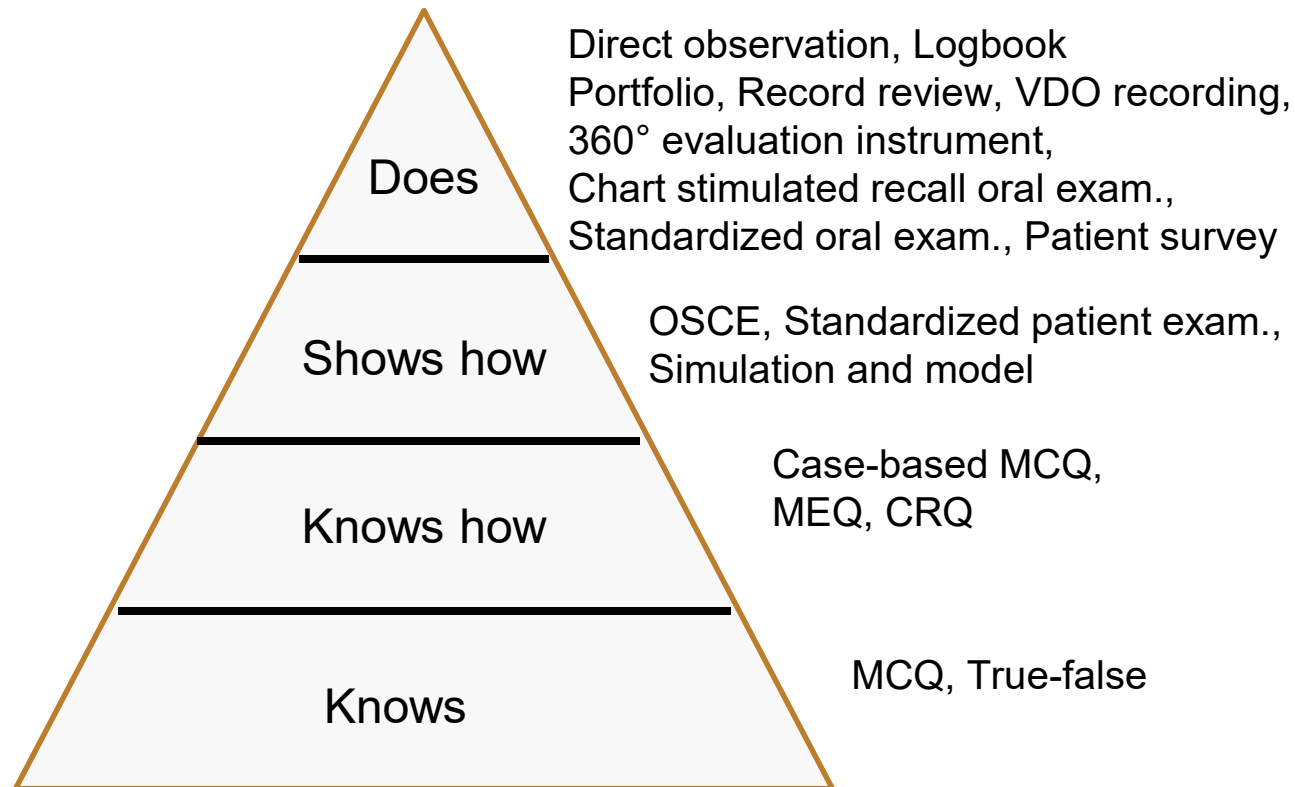 Direct observation, Logbook
Portfolio, Record review, VDO recording,
360° evaluation instrument,
Does
Chart stimulated recall oral exam.,
Standardized oral exam., Patient survey
OSCE, Standardized patient exam.,
Shows how
Simulation and model
Case-based MCQ,
Knows how
MEQ, CRQ
MCQ, True-false
Knows